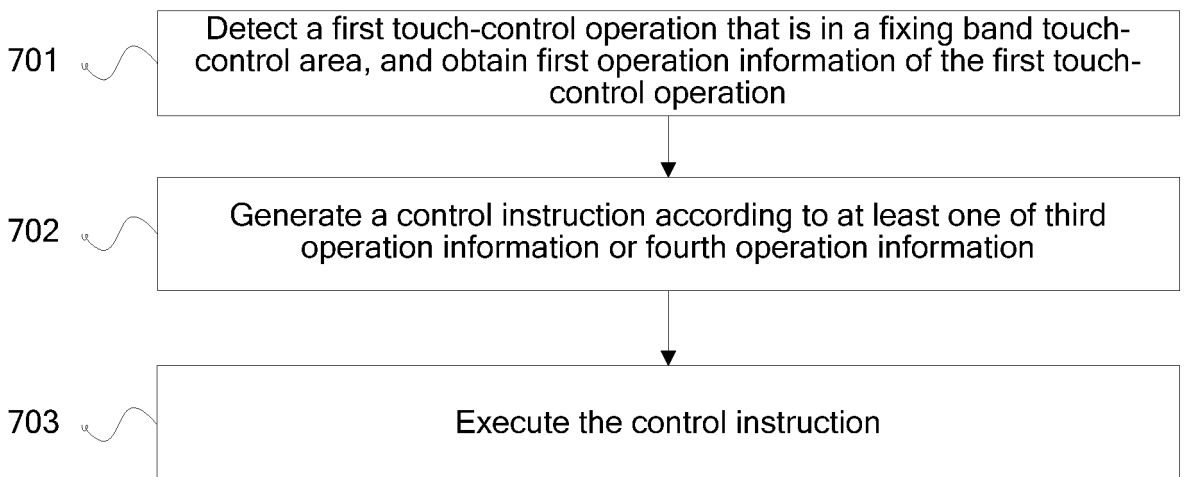 701
Detect a first touch-control operation that is in a fixing band touch-
control area, and obtain first operation information of the first touch-
control operation
702
Generate a control instruction according to at least one of third
operation information or fourth operation information
703
Execute the control instruction